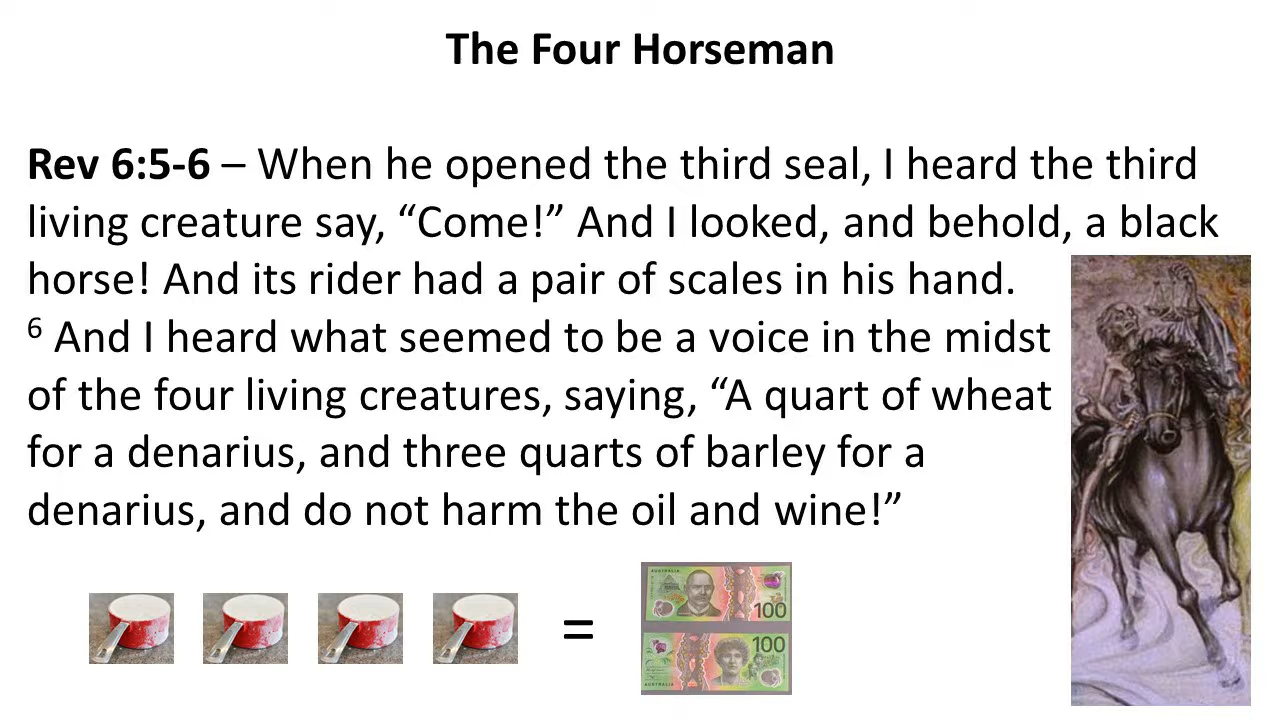 The Four Horseman
Rev 6:5-6 – When he opened the third seal, I heard the third
living creature say, “Come!” And I looked, and behold, a black
horse! And its rider had a pair of scales in his hand.
6 And I heard what seemed to be a voice in the midst
of the four living creatures, saying, “A quart of wheat
for a denarius, and three quarts of barley for a
denarius, and do not harm the oil and wine!”
=
AUSTRALIA
100
100
AUSTRALIA